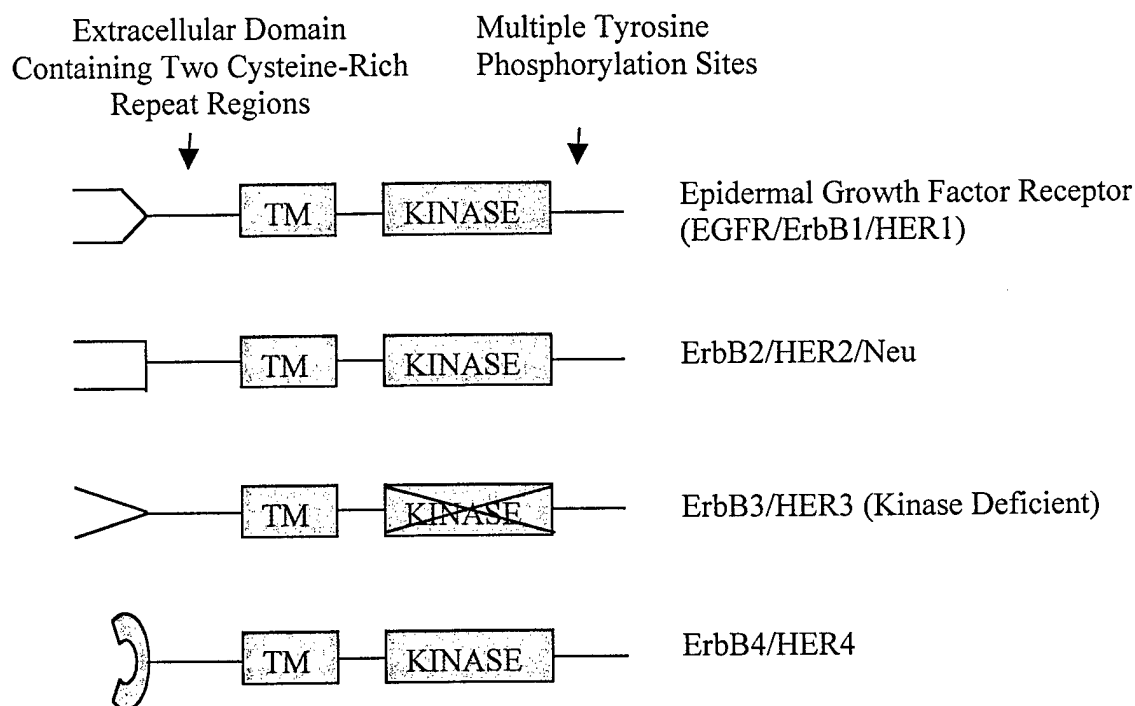 Extracellular Domain
Containing Two Cysteine-Rich
Repeat Regions
Multiple Tyrosine
Phosphorylation Sites
TM
KINASE
Epidermal Growth Factor Receptor
(EGFR/ErbB1/HER1)
TM
KINASE
ErbB2/HER2/Neu
TM
KINASE
ErbB3/HER3 (Kinase Deficient)
TM
KINASE
ErbB4/HER4